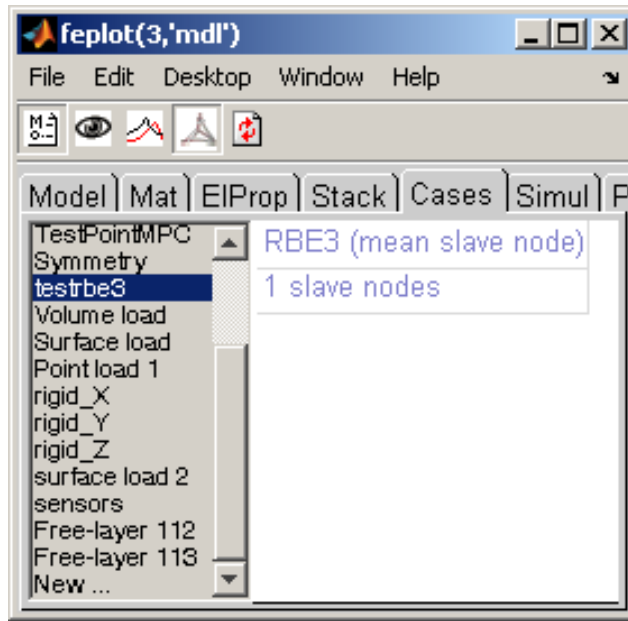 feplot(3,'mdl')
File Edit Desktop Window Help
Model Mat ElProp Stack Cases Simul P
TestPointMPC
Symmetry
testrbe3
Volume load
Surface load
Point load 1
rigid_X
rigid_Y
rigid_Z
surface load 2
sensors
Free-layer 112
Free-layer 113
New ...
RBE3 (mean slave node)
1 slave nodes